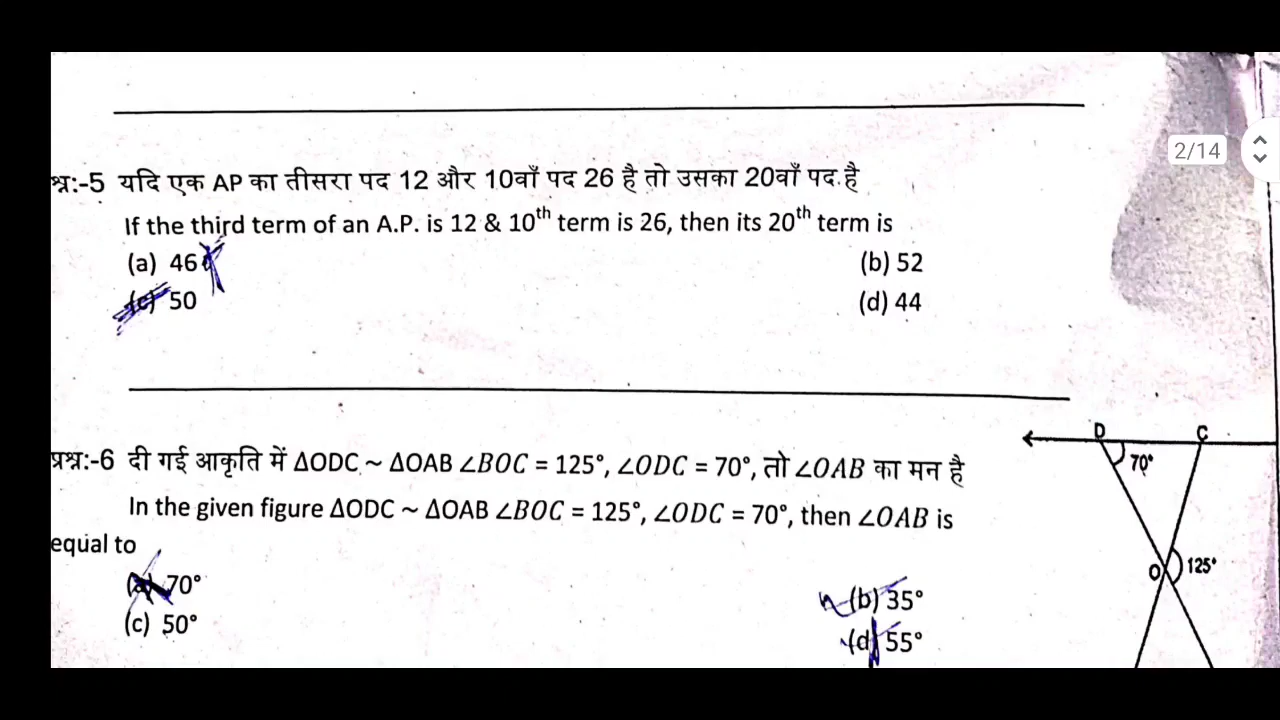 2/14
श्न:-5 यदि एक AP का तीसरा पद 12 और 10वाँ पद 26 है तो उसका 20वाँ पद है
If the third term of an A.P. is 12 & 10th term is 26, then its 20th term is
(a) 46 (b) 52
(c) 50 (d) 44
प्रश्न:-6 दी गई आकृति में ΔODC ~ ΔOAB ∠BOC = 125°, ∠ODC = 70°, तो ∠OAB का मन है
In the given figure ΔODC ~ ΔOAB ∠BOC = 125°, ∠ODC = 70°, then ∠OAB is
equal to
(a) 70° (b) 35°
(c) 50° (d) 55°
D C
70°
O 125°